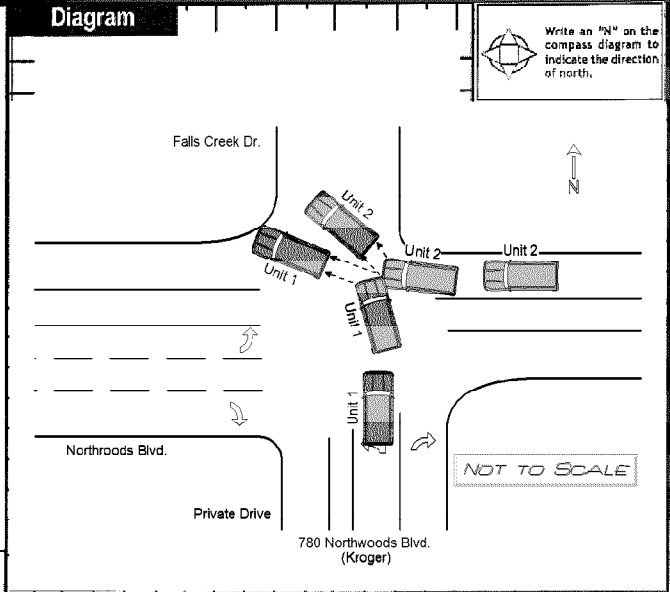 Diagram
Write an "N" on the
compass diagram to
indicate the direction
of north.
Falls Creek Dr.
N
Unit 2
Unit 2
Unit 2
Unit 1
Unit 1
Unit 1
Northroods Blvd.
NOT TO SCALE
Private Drive
780 Northwoods Blvd.
(Kroger)